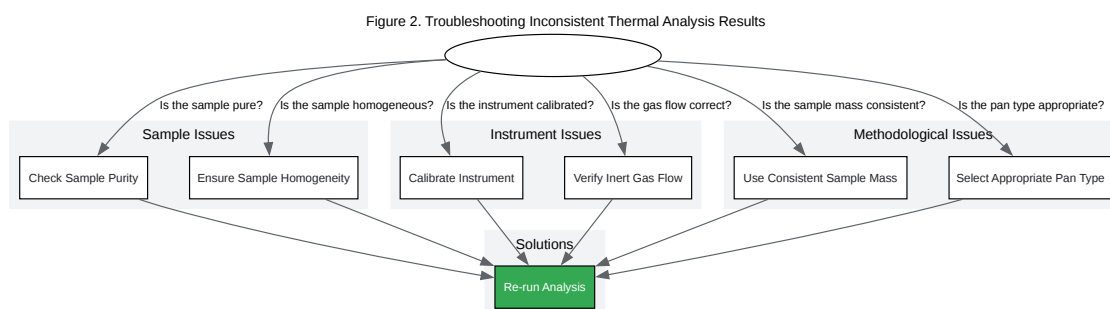 Figure 2. Troubleshooting Inconsistent Thermal Analysis Results
Is the sample pure?
Is the sample homogeneous?
Is the instrument calibrated?
Is the gas flow correct?
Is the sample mass consistent?
Is the pan type appropriate?
Sample Issues
Instrument Issues
Methodological Issues
Check Sample Purity
Ensure Sample Homogeneity
Calibrate Instrument
Verify Inert Gas Flow
Use Consistent Sample Mass
Select Appropriate Pan Type
Solutions
Re-run Analysis